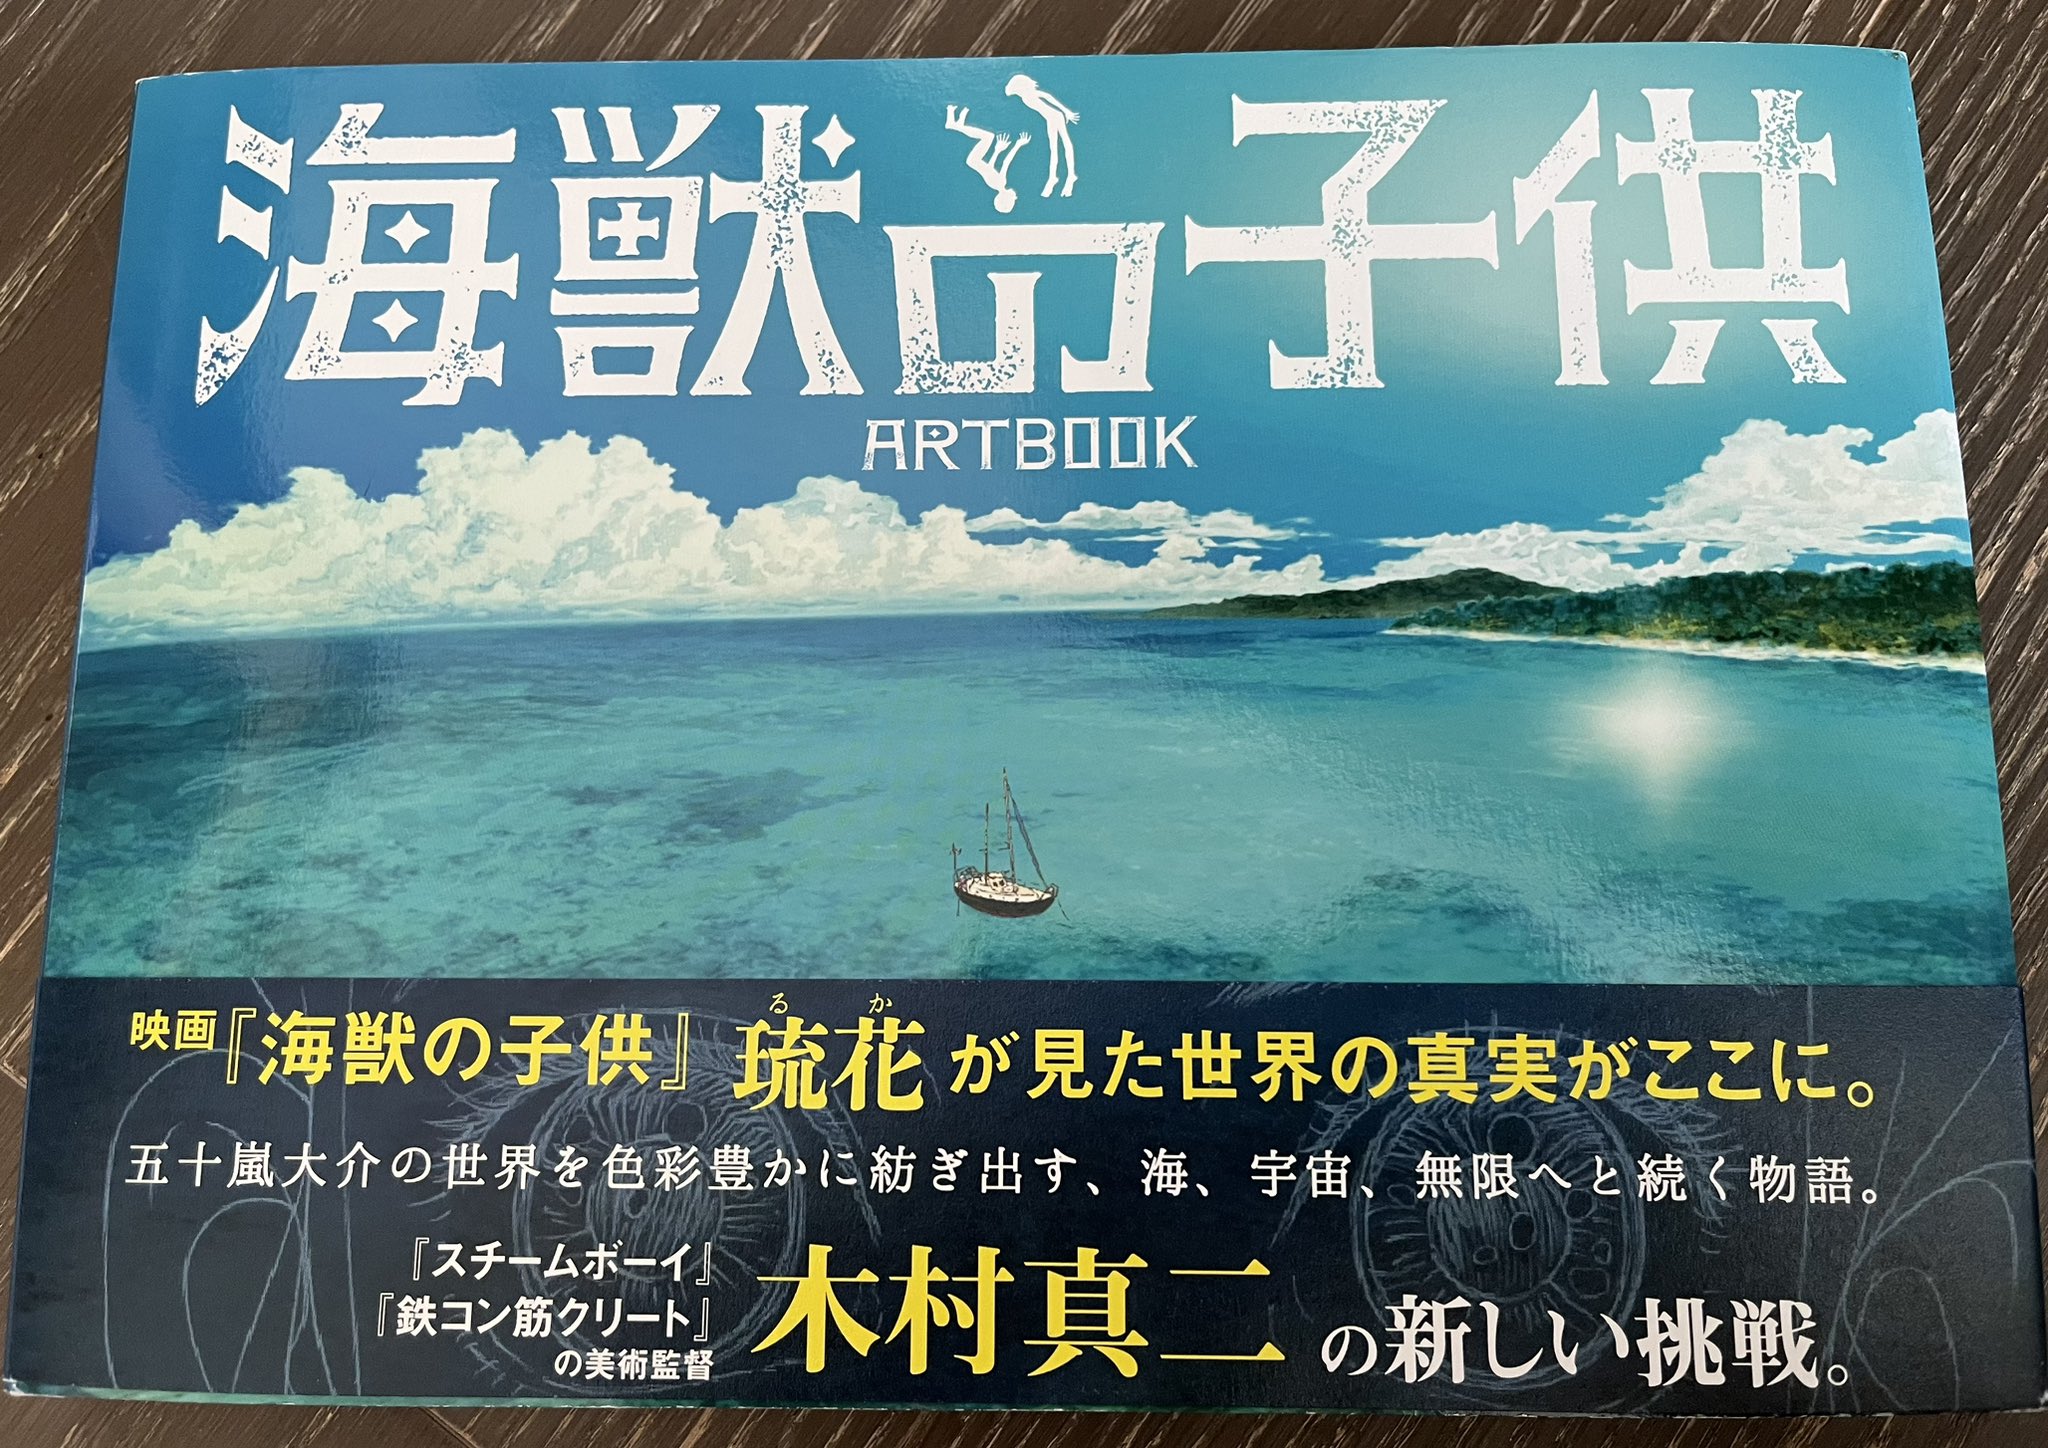 海獣の子供
ARTBOOK
るか
映画『海獣の子供』琉花が見た世界の真実がここに。
五十嵐大介の世界を色彩豊かに紡ぎ出す、海、宇宙、無限へと続く物語。
『スチームボーイ』
『鉄コン筋クリート』
の美術監督
木村真二の新しい挑戦。